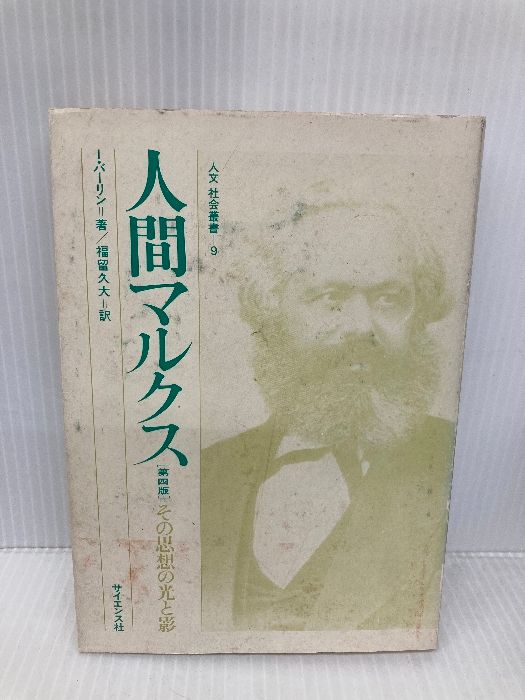 人文社会叢書−9
人間マルクス
[第四版]
その思想の光と影
I・バーリン=著/福留久大=訳
サイエンス社